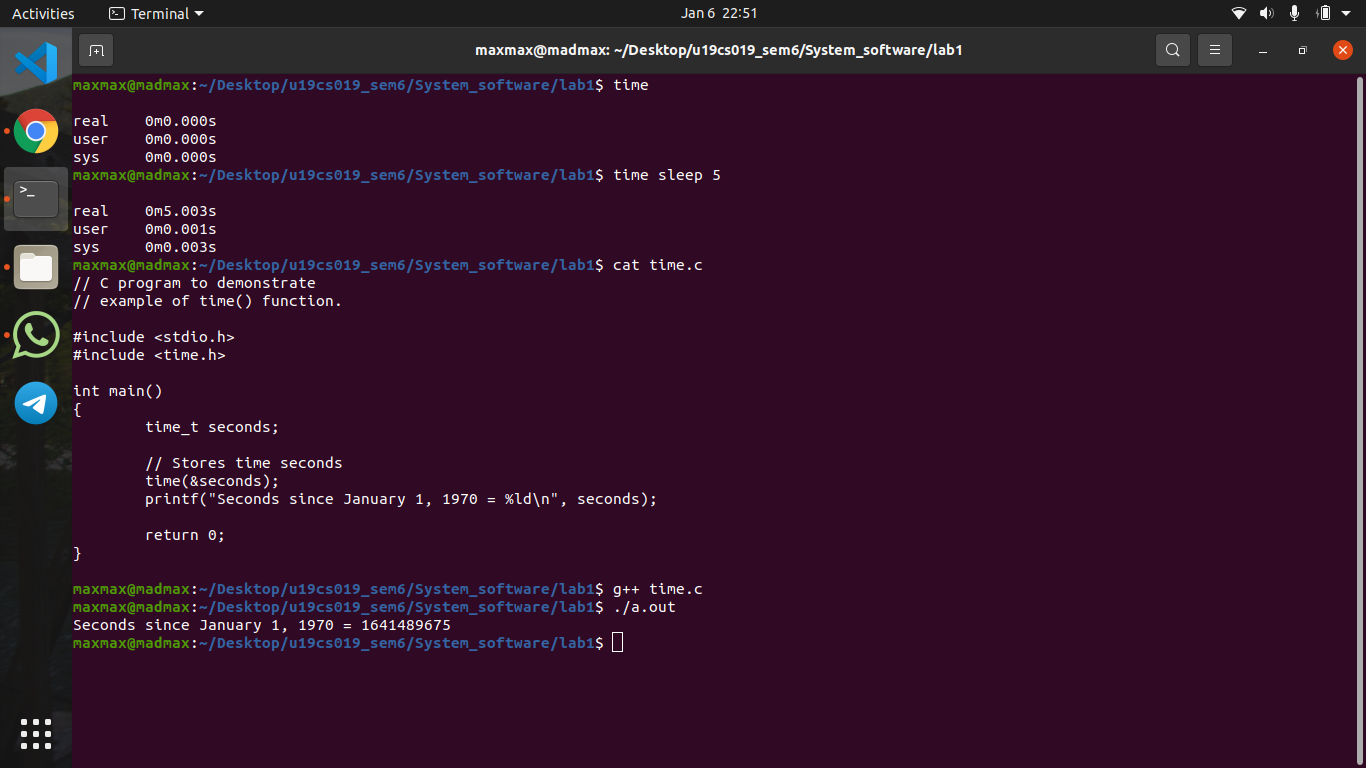 Activities
Terminal
Jan 6 22:51
maxmax@madmax: ~/Desktop/u19cs019_sem6/System_software/lab1
maxmax@madmax:~/Desktop/u19cs019_sem6/System_software/lab1$ time
real 0m0.000s
user 0m0.000s
sys 0m0.000s
maxmax@madmax:~/Desktop/u19cs019_sem6/System_software/lab1$ time sleep 5
real 0m5.003s
user 0m0.001s
sys 0m0.003s
maxmax@madmax:~/Desktop/u19cs019_sem6/System_software/lab1$ cat time.c
// C program to demonstrate
// example of time() function.
#include <stdio.h>
#include <time.h>
int main()
{
time_t seconds;
// Stores time seconds
time(&seconds);
printf("Seconds since January 1, 1970 = %ld\n", seconds);
return 0;
}
maxmax@madmax:~/Desktop/u19cs019_sem6/System_software/lab1$ g++ time.c
maxmax@madmax:~/Desktop/u19cs019_sem6/System_software/lab1$ ./a.out
Seconds since January 1, 1970 = 1641489675
maxmax@madmax:~/Desktop/u19cs019_sem6/System_software/lab1$